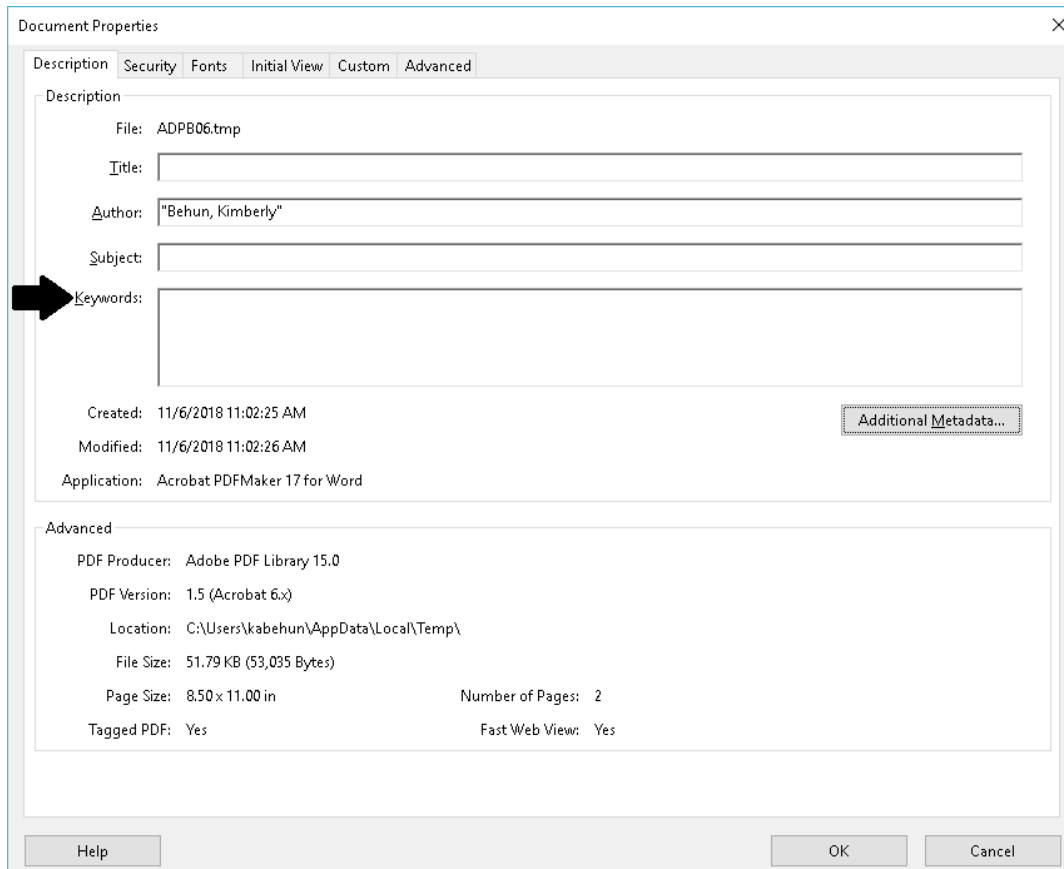 Document Properties
Description Security Fonts Initial View Custom Advanced
Description
File: ADPB06.tmp
Title:
Author: "Behun, Kimberly"
Subject:
Keywords:
Created: 11/6/2018 11:02:25 AM
Additional Metadata...
Modified: 11/6/2018 11:02:26 AM
Application: Acrobat PDFMaker 17 for Word
Advanced
PDF Producer: Adobe PDF Library 15.0
PDF Version: 1.5 (Acrobat 6.x)
Location: C:\Users\kabehun\AppData\Local\Temp\
File Size: 51.79 KB (53,035 Bytes)
Page Size: 8.50 x 11.00 in Number of Pages: 2
Tagged PDF: Yes Fast Web View: Yes
Help OK Cancel